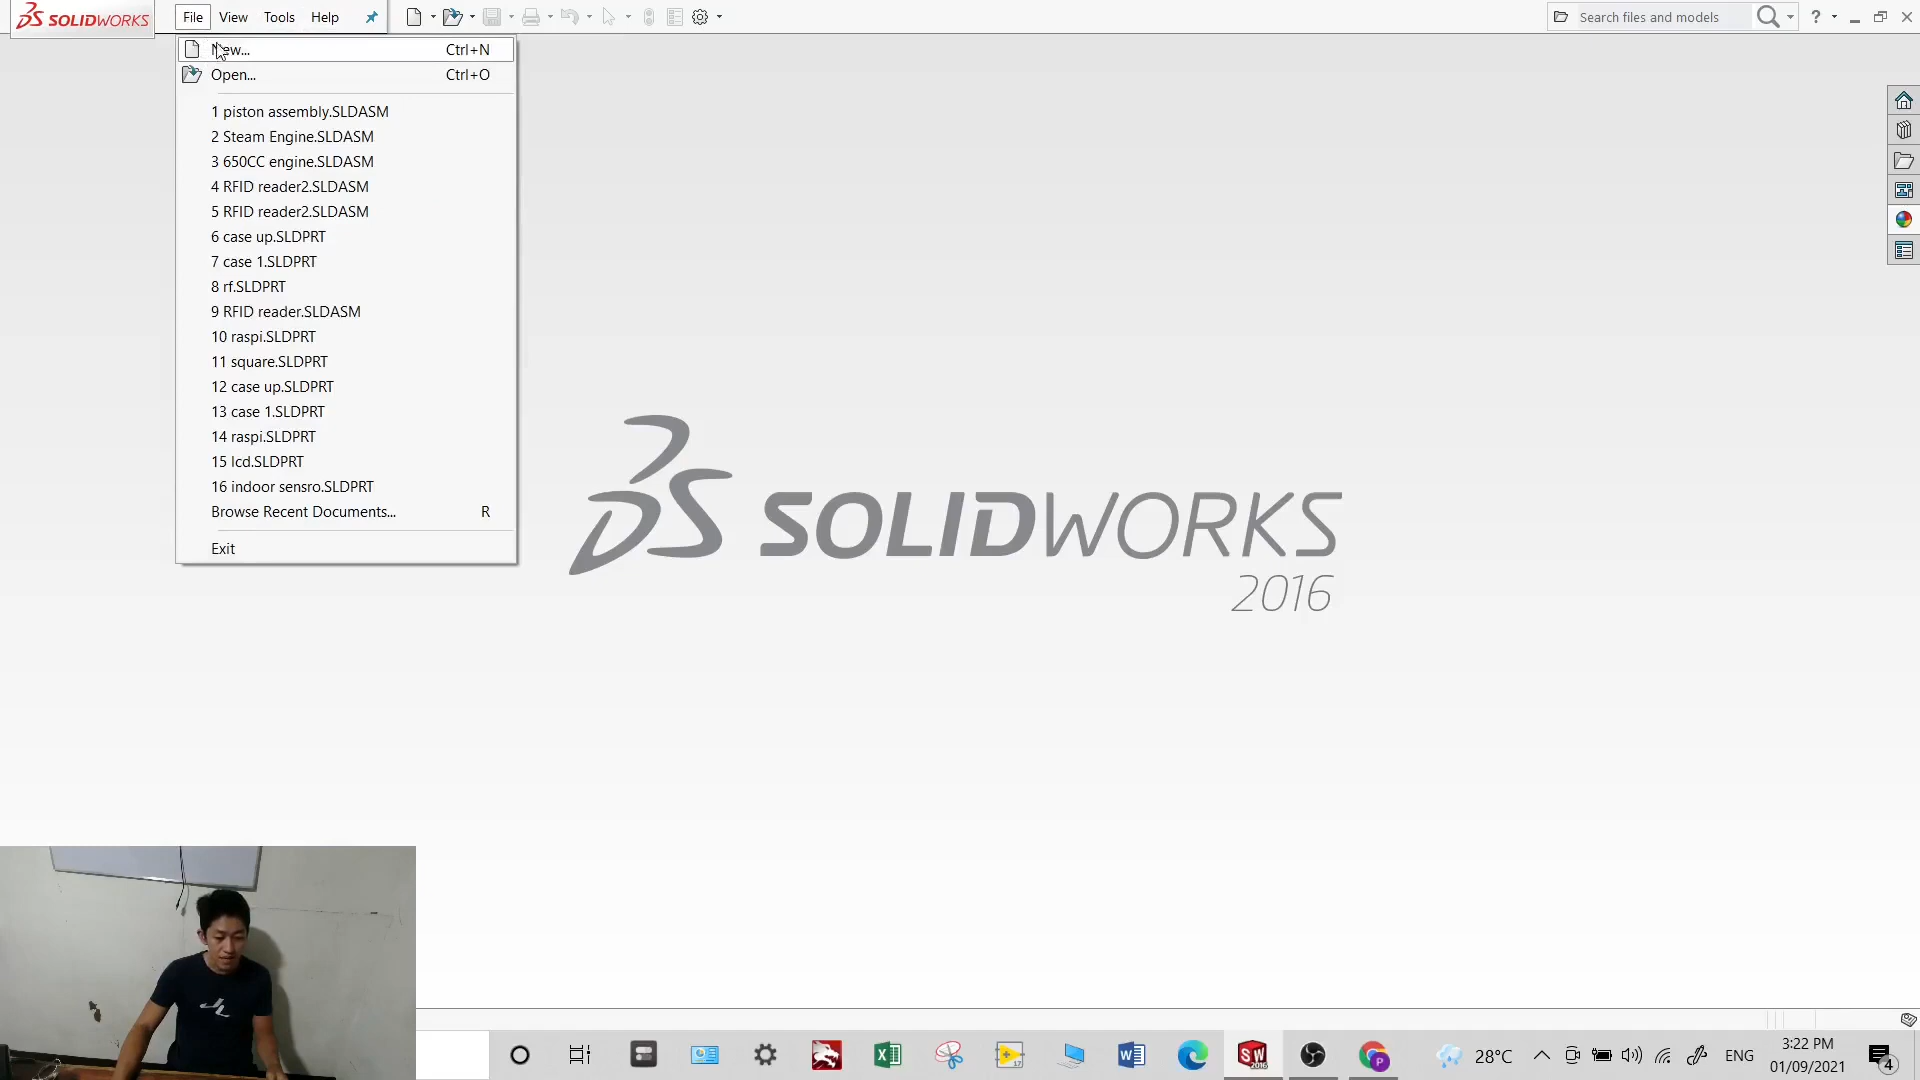 SOLIDWORKS File View Tools Help Search files and models ?
New... Ctrl+N
Open... Ctrl+O
1 piston assembly.SLDASM
2 Steam Engine.SLDASM
3 650CC engine.SLDASM
4 RFID reader2.SLDASM
5 RFID reader2.SLDASM
6 case up.SLDPRT
7 case 1.SLDPRT
8 rf.SLDPRT
9 RFID reader.SLDASM
10 raspi.SLDPRT
11 square.SLDPRT
12 case up.SLDPRT
13 case 1.SLDPRT
14 raspi.SLDPRT
15 lcd.SLDPRT
16 indoor sensro.SLDPRT
Browse Recent Documents... R
Exit
SOLIDWORKS
2016
28°C ENG 3:22 PM
01/09/2021
4